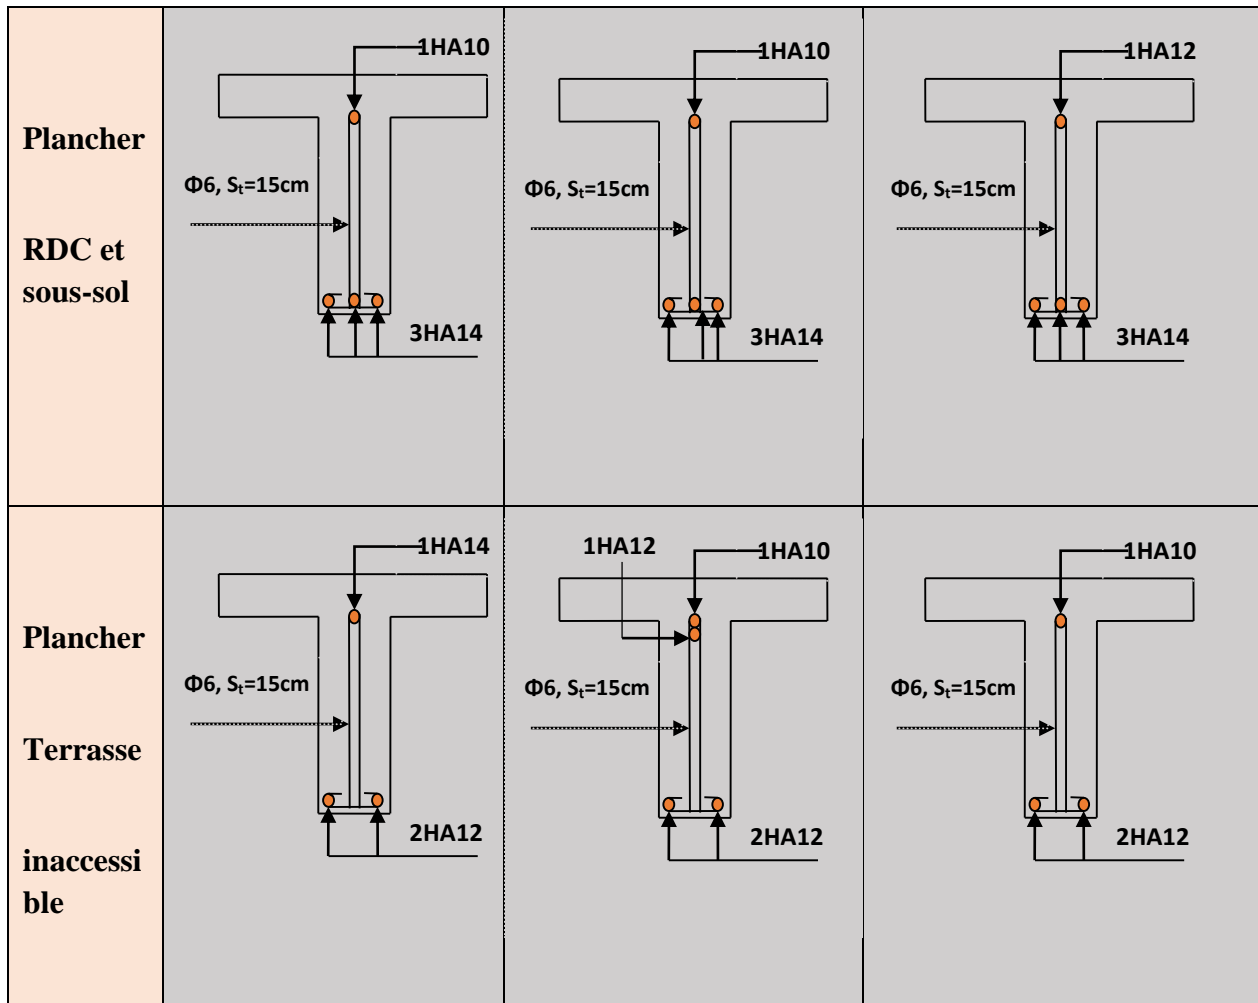 Plancher
RDC et
sous-sol
1HA10
Φ6, Sₜ=15cm
3HA14
1HA10
Φ6, Sₜ=15cm
3HA14
1HA12
Φ6, Sₜ=15cm
3HA14
Plancher
Terrasse
inaccessi
ble
1HA14
Φ6, Sₜ=15cm
2HA12
1HA12
1HA10
Φ6, Sₜ=15cm
2HA12
1HA10
Φ6, Sₜ=15cm
2HA12